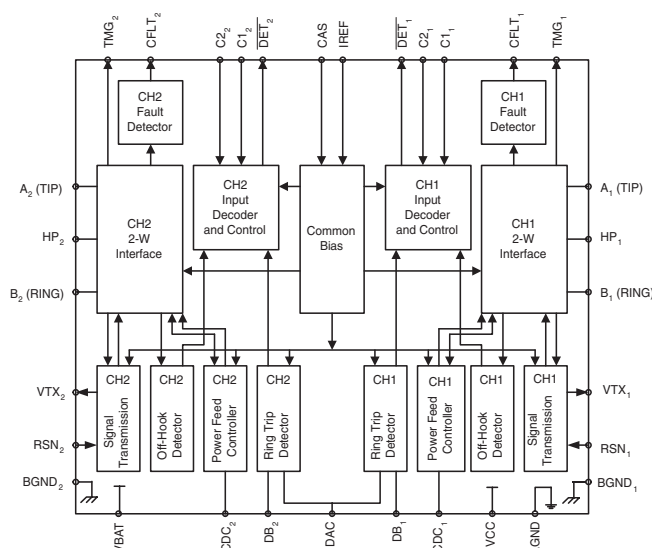 TMG2
CFLT2
C22
C12
DET2
CAS
IREF
DET1
C21
C11
CFLT1
TMG1
CH2
Fault
Detector
CH1
Fault
Detector
A2 (TIP)
HP2
B2 (RING)
CH2
2-W
Interface
CH2
Input
Decoder
and Control
Common
Bias
CH1
Input
Decoder
and Control
CH1
2-W
Interface
A1 (TIP)
HP1
B1 (RING)
VTX2
RSN2
BGND2
CH2
Signal
Transmission
CH2
Off-Hook
Detector
CH2
Power Feed
Controller
CH2
Ring Trip
Detector
CH1
Ring Trip
Detector
CH1
Power Feed
Controller
CH1
Off-Hook
Detector
CH1
Signal
Transmission
VTX1
RSN1
BGND1
VBAT
CDC2
DB2
DAC
DB1
CDC1
VCC
GND